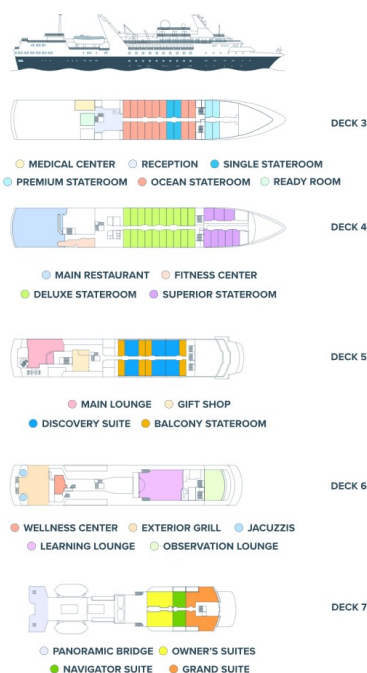 DECK 3
MEDICAL CENTER RECEPTION SINGLE STATEROOM
PREMIUM STATEROOM OCEAN STATEROOM READY ROOM
DECK 4
MAIN RESTAURANT FITNESS CENTER
DELUXE STATEROOM SUPERIOR STATEROOM
DECK 5
MAIN LOUNGE GIFT SHOP
DISCOVERY SUITE BALCONY STATEROOM
DECK 6
WELLNESS CENTER EXTERIOR GRILL JACUZZIS
LEARNING LOUNGE OBSERVATION LOUNGE
DECK 7
PANORAMIC BRIDGE OWNER'S SUITES
NAVIGATOR SUITE GRAND SUITE